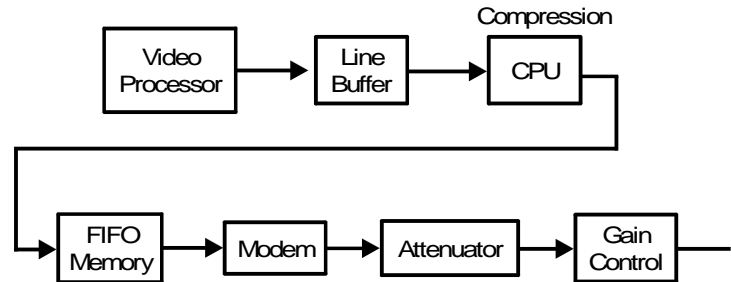 Compression
Video
Processor
Line
Buffer
CPU
FIFO
Memory
Modem
Attenuator
Gain
Control